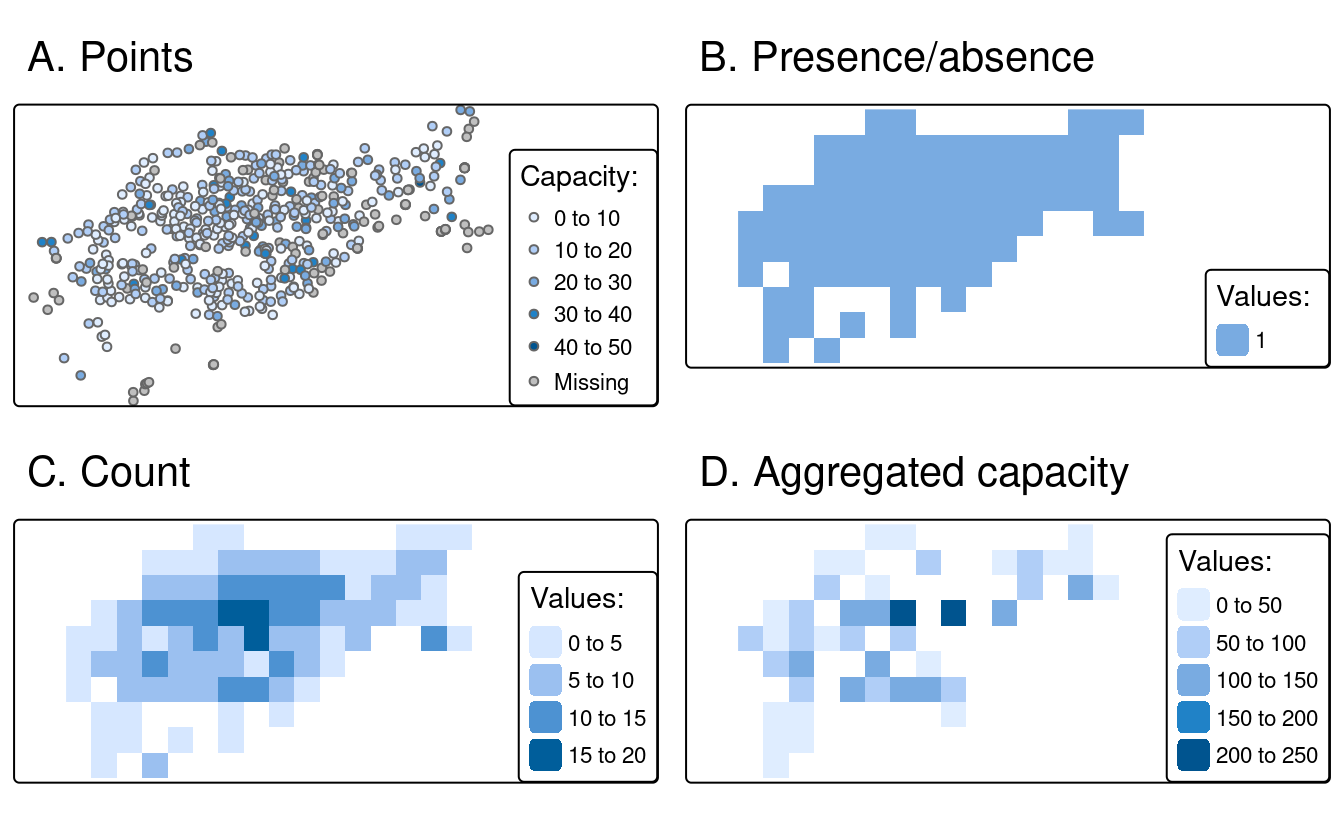 A. Points
Capacity:
0 to 10
10 to 20
20 to 30
30 to 40
40 to 50
Missing
B. Presence/absence
Values:
1
C. Count
Values:
0 to 5
5 to 10
10 to 15
15 to 20
D. Aggregated capacity
Values:
0 to 50
50 to 100
100 to 150
150 to 200
200 to 250